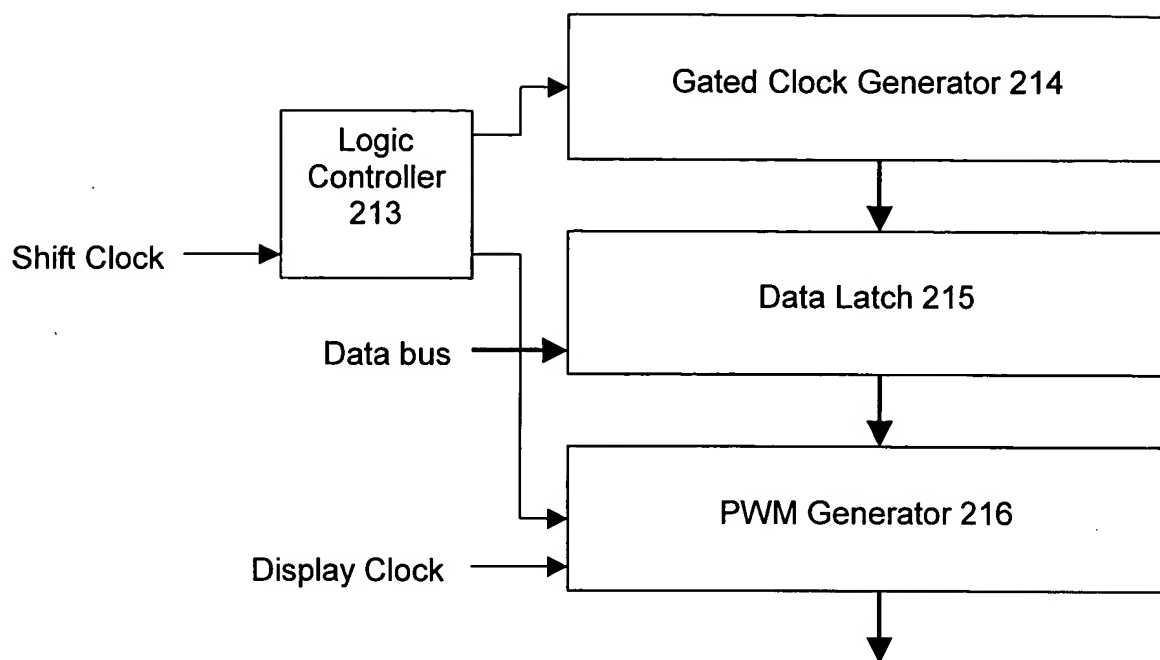 Gated Clock Generator 214
Logic
Controller
213
Shift Clock
Data Latch 215
Data bus
PWM Generator 216
Display Clock